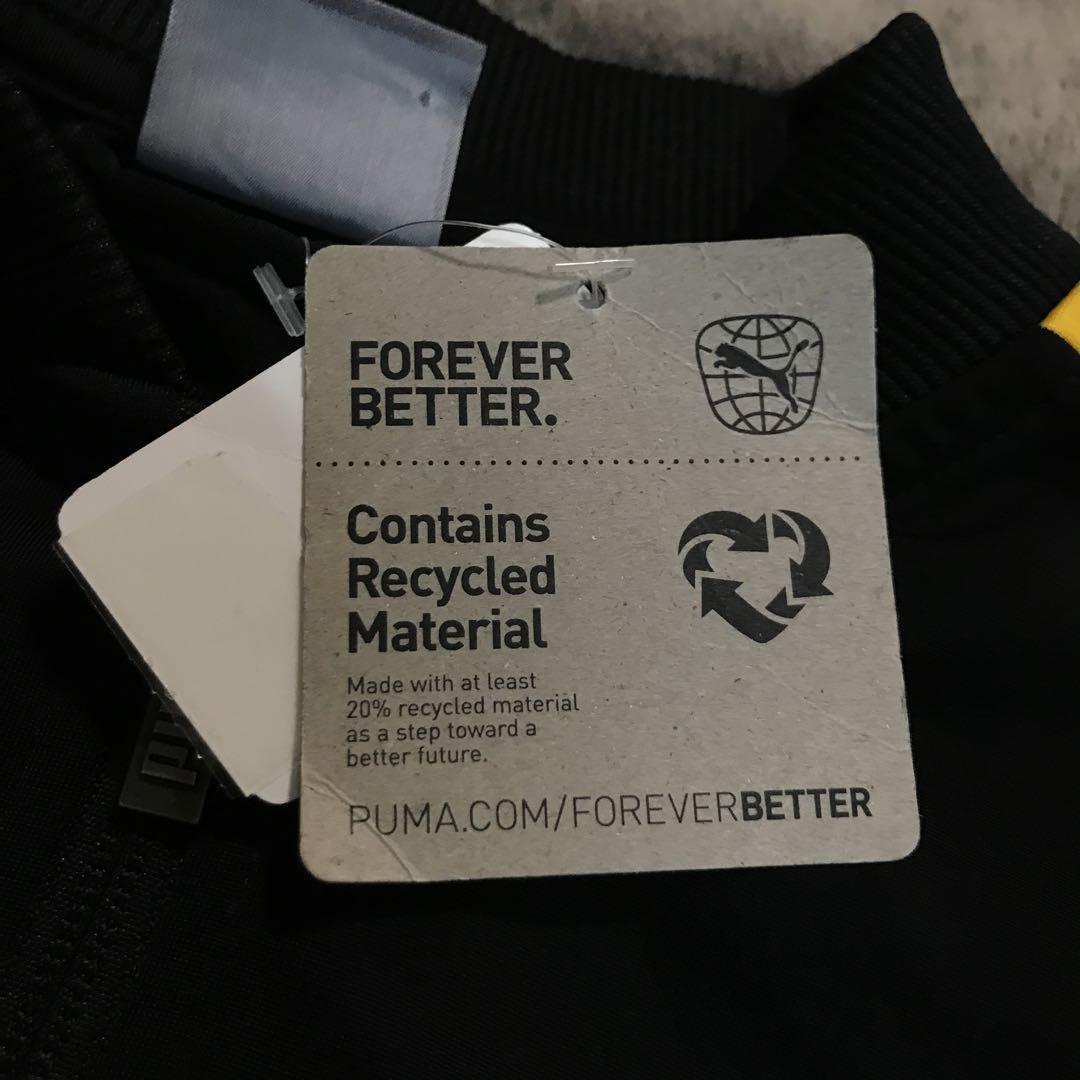 FOREVER
BETTER.
Contains
Recycled
Material
Made with at least
20% recycled material
as a step toward a
better future.
PUMA.COM/FOREVERBETTER